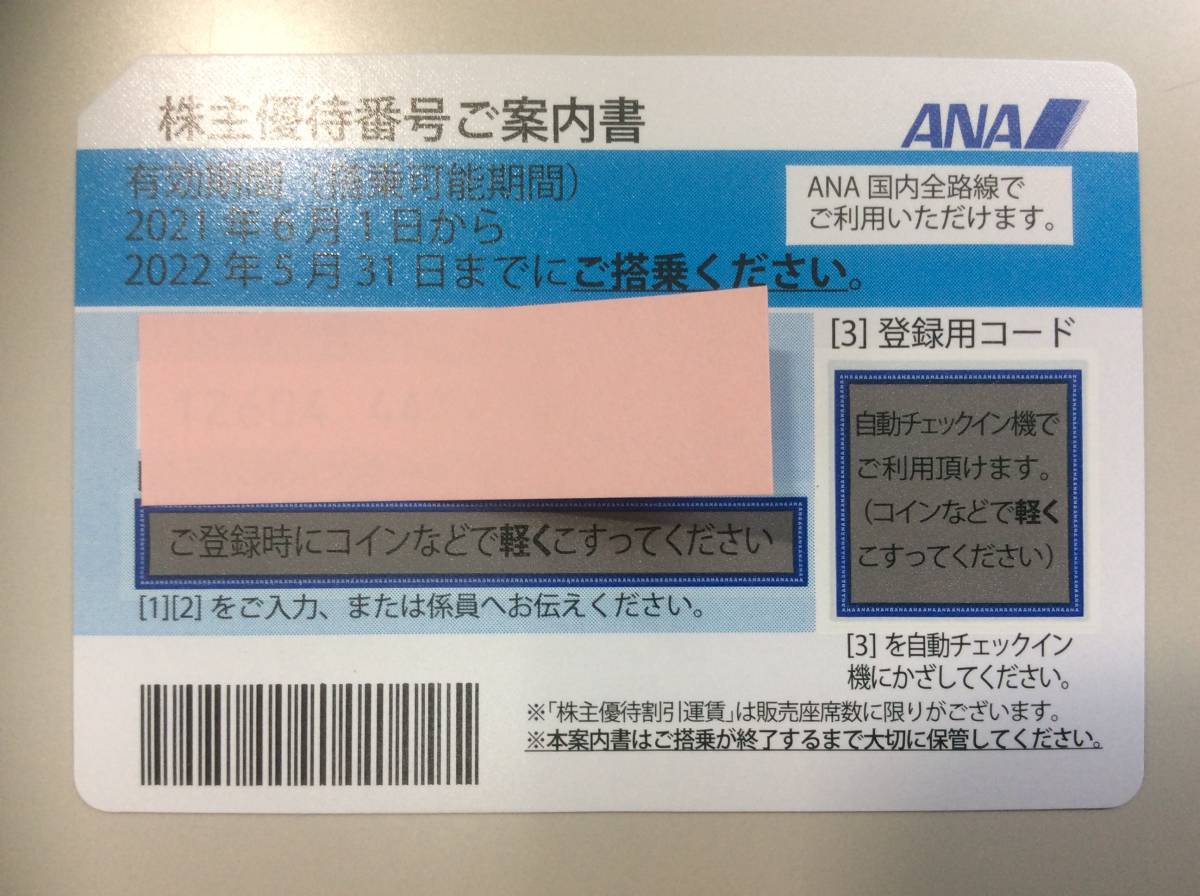 株主優待番号ご案内書
ANA
有効期間（搭乗可能期間）
2021年6月1日から
2022年5月31日までにご搭乗ください。
ANA国内全路線で
ご利用いただけます。
ご登録時にコインなどで軽くこすってください
[1][2]をご入力、または係員へお伝えください。
[3]登録用コード
自動チェックイン機で
ご利用頂けます。
（コインなどで軽く
こすってください）
[3]を自動チェックイン
機にかざしてください。
※「株主優待割引運賃」は販売座席数に限りがございます。
※本案内書はご搭乗が終了するまで大切に保管してください。